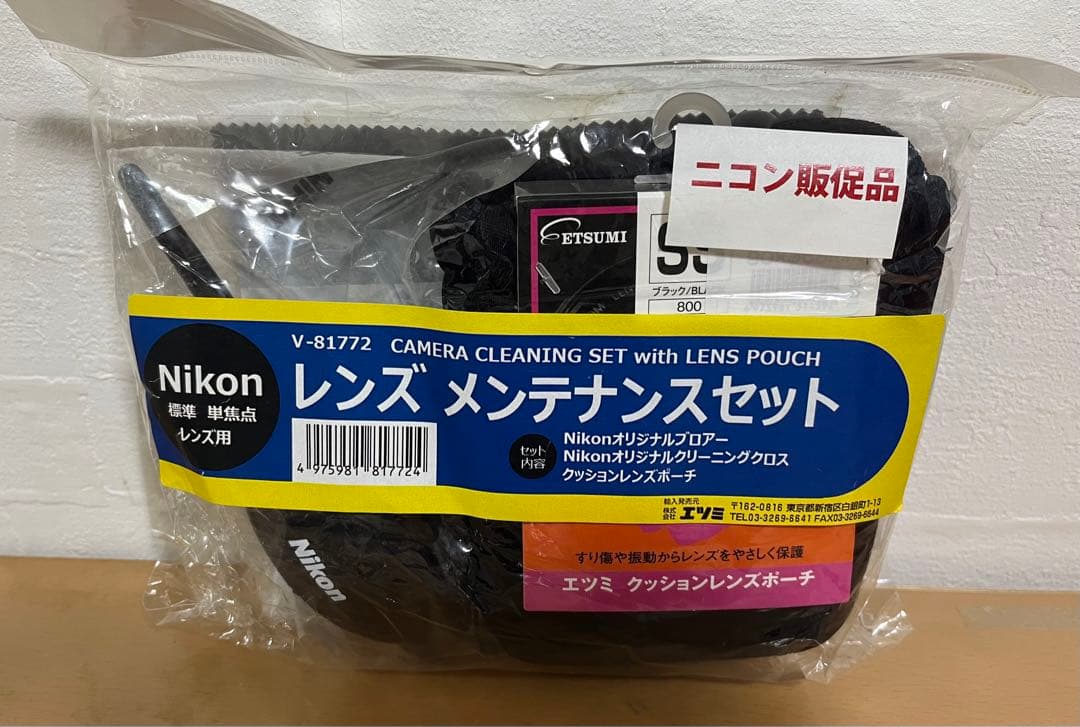 ニコン販促品
ETSUMI
ブラック/BLA
800
V-81772 CAMERA CLEANING SET with LENS POUCH
Nikon
標準 単焦点
レンズ用
レンズ メンテナンスセット
セット
内容
Nikonオリジナルブロアー
Nikonオリジナルクリーニングクロス
クッションレンズポーチ
4 975981 817724
輸入発売元
株式
会社
エツミ
〒162-0816 東京都新宿区白銀町1-13
TEL03-3269-6641 FAX03-3269-6644
すり傷や振動からレンズをやさしく保護
エツミ クッションレンズポーチ
Nikon